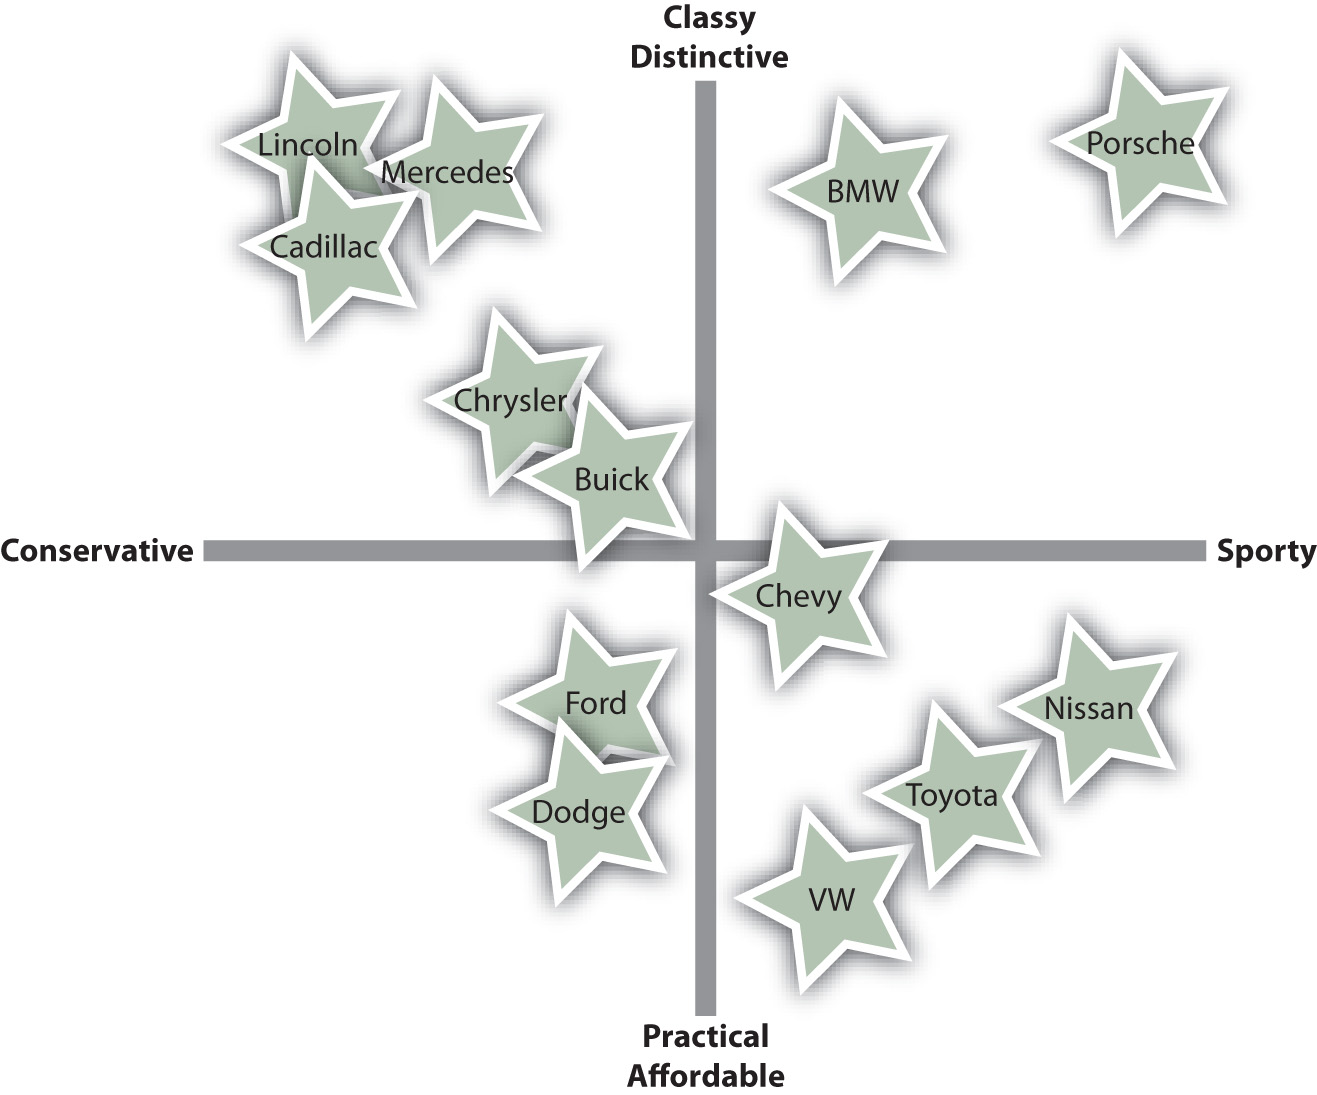 Classy
Distinctive
Lincoln
Mercedes
BMW
Porsche
Cadillac
Chrysler
Buick
Conservative
Sporty
Chevy
Ford
Nissan
Toyota
Dodge
VW
Practical
Affordable